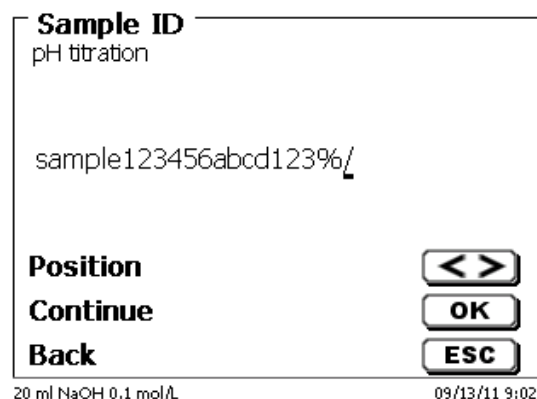 Sample ID
pH titration
sample123456abcd123%/
Position < >
Continue OK
Back ESC
20 ml NaOH 0.1 mol/L 09/13/11 9:02